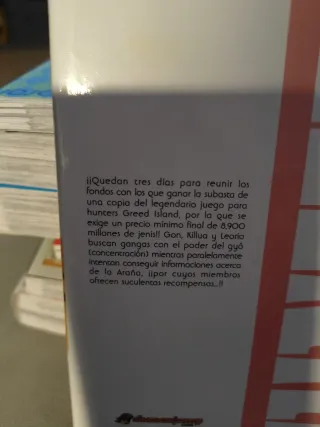 ¡¡Quedan tres días para reunir los
fondos con los que ganar la subasta de
una copia del legendario juego para
hunters Greed Island, por la que se
exige un precio mínimo final de 8,900
millones de jenis!! Gon, Killua y Leorio
buscan gangas con el poder del gyô
(concentración) mientras paralelamente
intentan conseguir informaciones acerca
de la Araña, ¡¡por cuyos miembros
ofrecen suculentas recompensas...!!